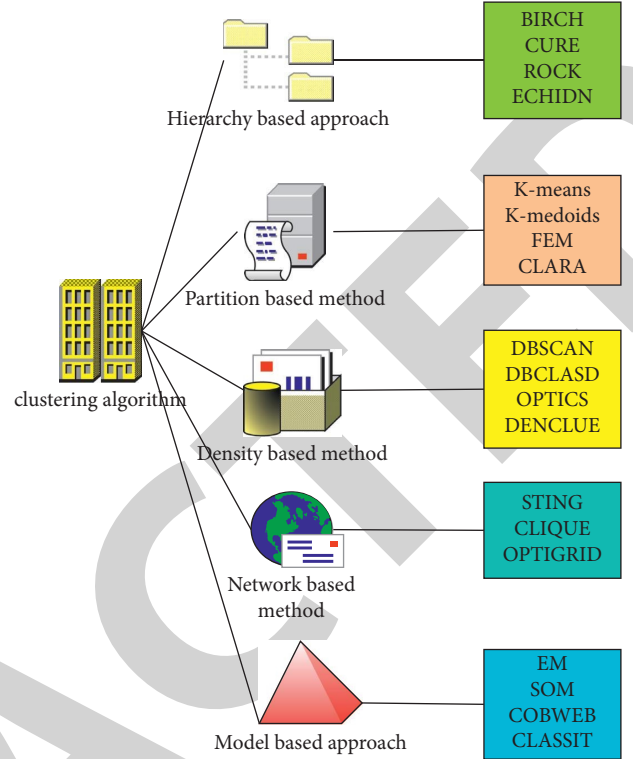 BIRCH
CURE
ROCK
ECHIDN
Hierarchy based approach
K-means
K-medoids
FEM
CLARA
Partition based method
clustering algorithm
DBSCAN
DBCLASD
OPTICS
DENCLUE
Density based method
STING
CLIQUE
OPTIGRID
Network based
method
EM
SOM
COBWEB
CLASSIT
Model based approach